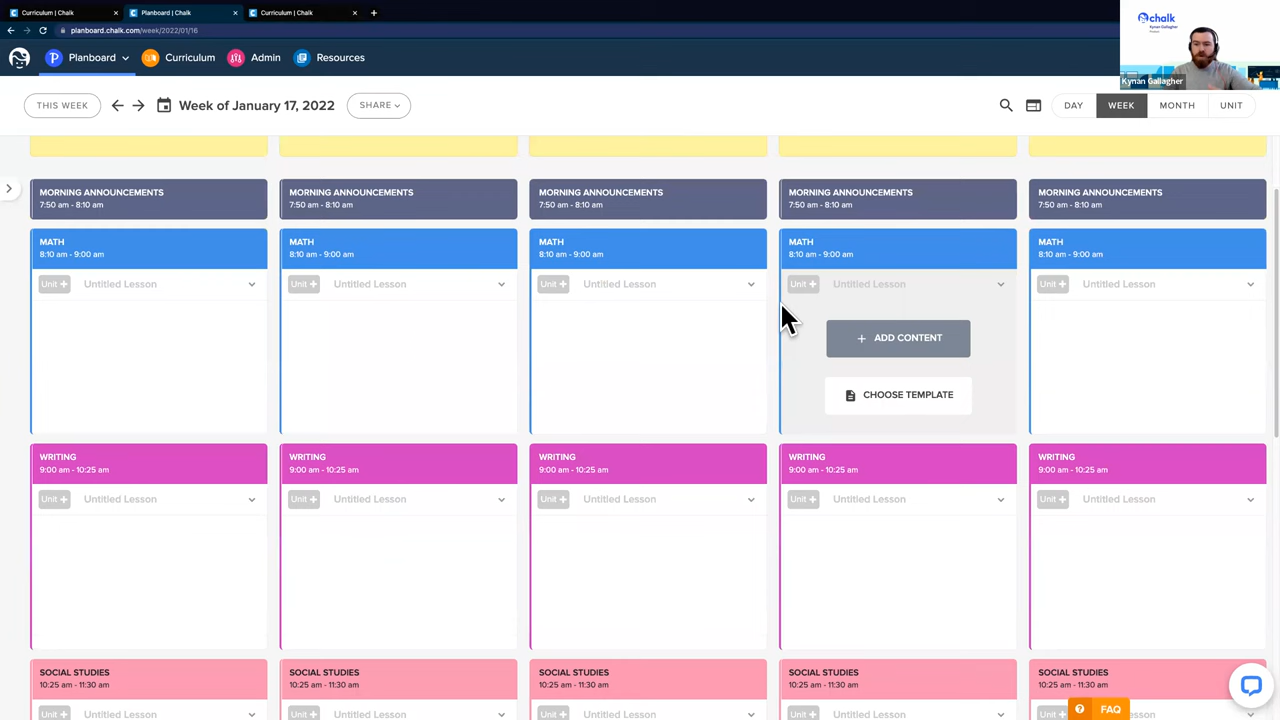 Curriculum | Chalk
Planboard | Chalk
Curriculum | Chalk
planboard.chalk.com/week/2022/01/16
Planboard
Curriculum
Admin
Resources
chalk
Kynan Gallagher
Kynan Gallagher
THIS WEEK
Week of January 17, 2022
SHARE
DAY
WEEK
MONTH
UNIT
MORNING ANNOUNCEMENTS
7:50 am - 8:10 am
MORNING ANNOUNCEMENTS
7:50 am - 8:10 am
MORNING ANNOUNCEMENTS
7:50 am - 8:10 am
MORNING ANNOUNCEMENTS
7:50 am - 8:10 am
MORNING ANNOUNCEMENTS
7:50 am - 8:10 am
MATH
8:10 am - 9:00 am
Unit + Untitled Lesson
MATH
8:10 am - 9:00 am
Unit + Untitled Lesson
MATH
8:10 am - 9:00 am
Unit + Untitled Lesson
MATH
8:10 am - 9:00 am
Unit + Untitled Lesson
+ ADD CONTENT
CHOOSE TEMPLATE
MATH
8:10 am - 9:00 am
Unit + Untitled Lesson
WRITING
9:00 am - 10:25 am
Unit + Untitled Lesson
WRITING
9:00 am - 10:25 am
Unit + Untitled Lesson
WRITING
9:00 am - 10:25 am
Unit + Untitled Lesson
WRITING
9:00 am - 10:25 am
Unit + Untitled Lesson
WRITING
9:00 am - 10:25 am
Unit + Untitled Lesson
SOCIAL STUDIES
10:25 am - 11:30 am
Unit + Untitled Lesson
SOCIAL STUDIES
10:25 am - 11:30 am
Unit + Untitled Lesson
SOCIAL STUDIES
10:25 am - 11:30 am
Unit + Untitled Lesson
SOCIAL STUDIES
10:25 am - 11:30 am
Unit + Untitled Lesson
SOCIAL STUDIES
10:25 am - 11:30 am
Unit + Untitled Lesson
FAQ